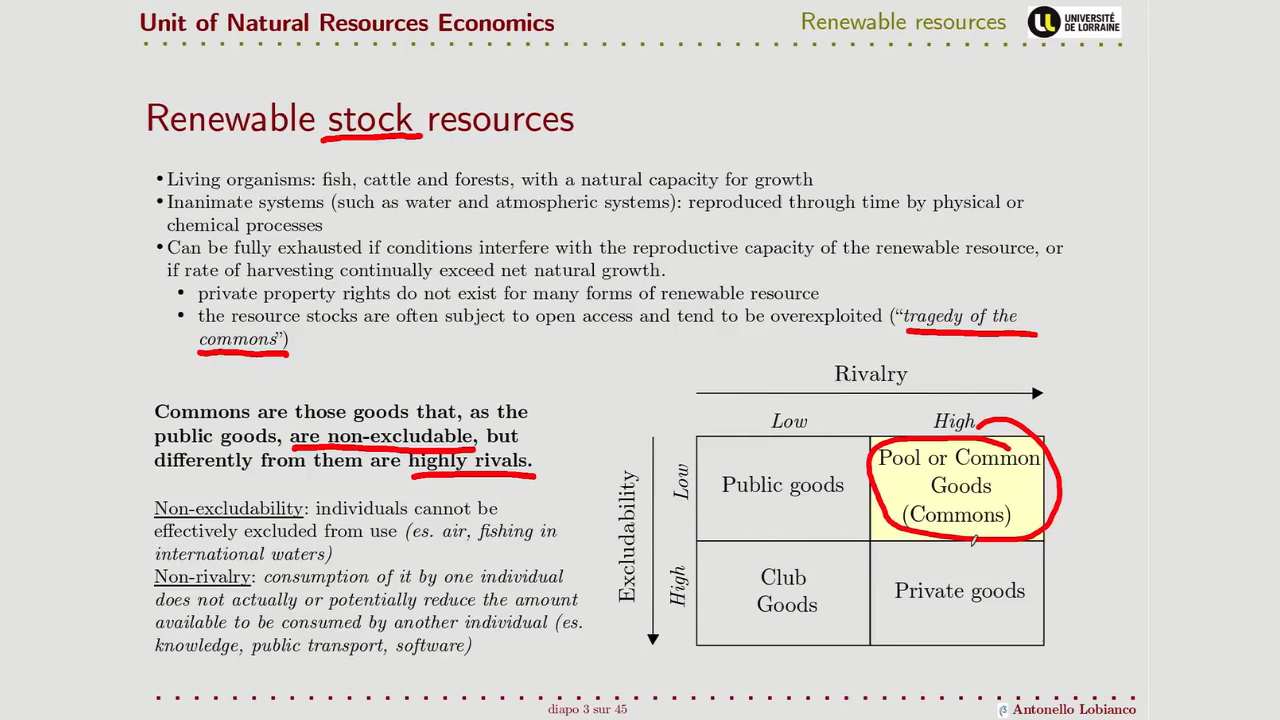 Unit of Natural Resources Economics
Renewable resources
UNIVERSITÉ
DE LORRAINE
Renewable stock resources
• Living organisms: fish, cattle and forests, with a natural capacity for growth
• Inanimate systems (such as water and atmospheric systems): reproduced through time by physical or
chemical processes
• Can be fully exhausted if conditions interfere with the reproductive capacity of the renewable resource, or
if rate of harvesting continually exceed net natural growth.
• private property rights do not exist for many forms of renewable resource
• the resource stocks are often subject to open access and tend to be overexploited (“tragedy of the
commons”)
Commons are those goods that, as the
public goods, are non-excludable, but
differently from them are highly rivals.
Non-excludability: individuals cannot be
effectively excluded from use (es. air, fishing in
international waters)
Non-rivalry: consumption of it by one individual
does not actually or potentially reduce the amount
available to be consumed by another individual (es.
knowledge, public transport, software)
Rivalry
Low
High
Excludability
Low
High
Public goods
Pool or Common
Goods
(Commons)
Club
Goods
Private goods
diapo 3 sur 45
β Antonello Lobianco